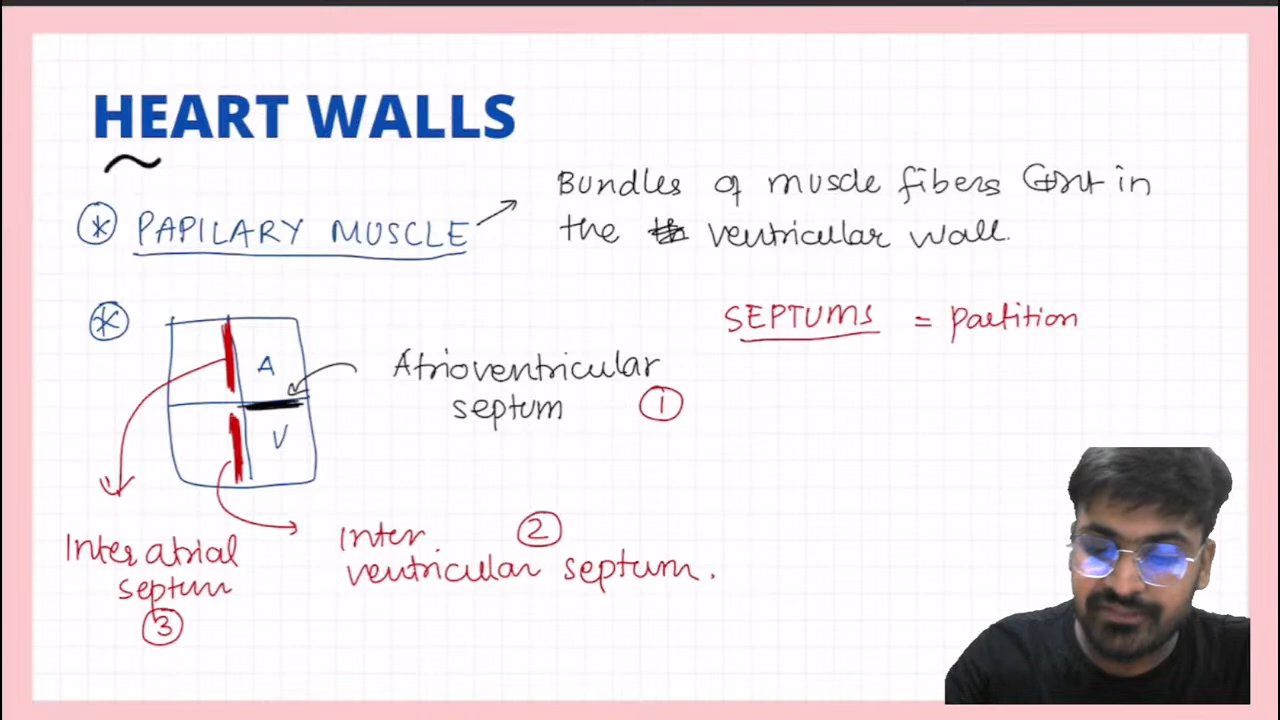 HEART WALLS
Bundles of muscle fibers in
PAPILARY MUSCLE
the ventricular wall.
SEPTUMS = partition
A
Atrioventricular
septum 1
V
Inter 2
ventricular septum.
Inter atrial
septum
3